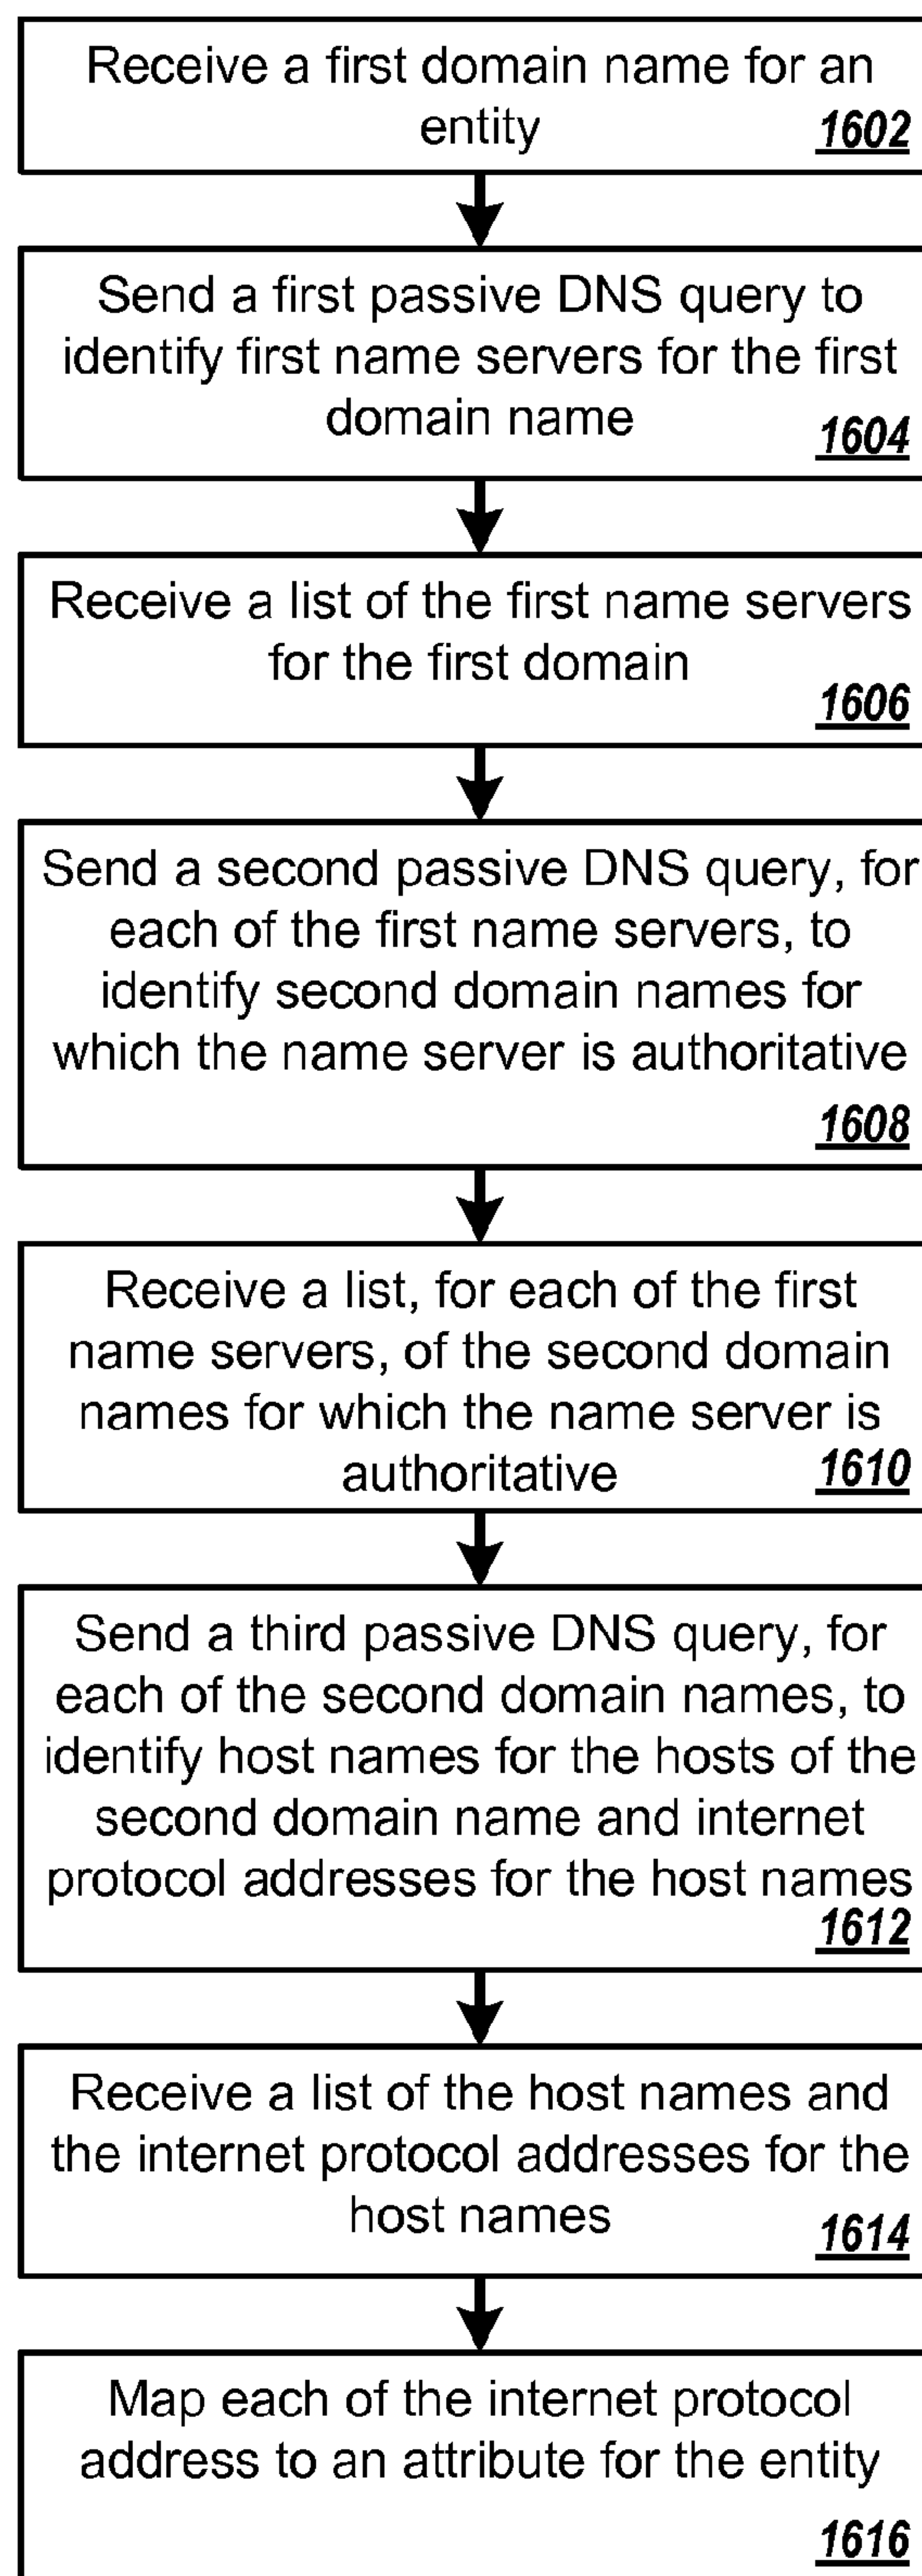 Receive a first domain name for an
entity
1602
Send a first passive DNS query to
identify first name servers for the first
domain name
1604
Receive a list of the first name servers
for the first domain
1606
Send a second passive DNS query, for
each of the first name servers, to
identify second domain names for
which the name server is authoritative
1608
Receive a list, for each of the first
name servers, of the second domain
names for which the name server is
authoritative
1610
Send a third passive DNS query, for
each of the second domain names, to
identify host names for the hosts of the
second domain name and internet
protocol addresses for the host names
1612
Receive a list of the host names and
the internet protocol addresses for the
host names
1614
Map each of the internet protocol
address to an attribute for the entity
1616